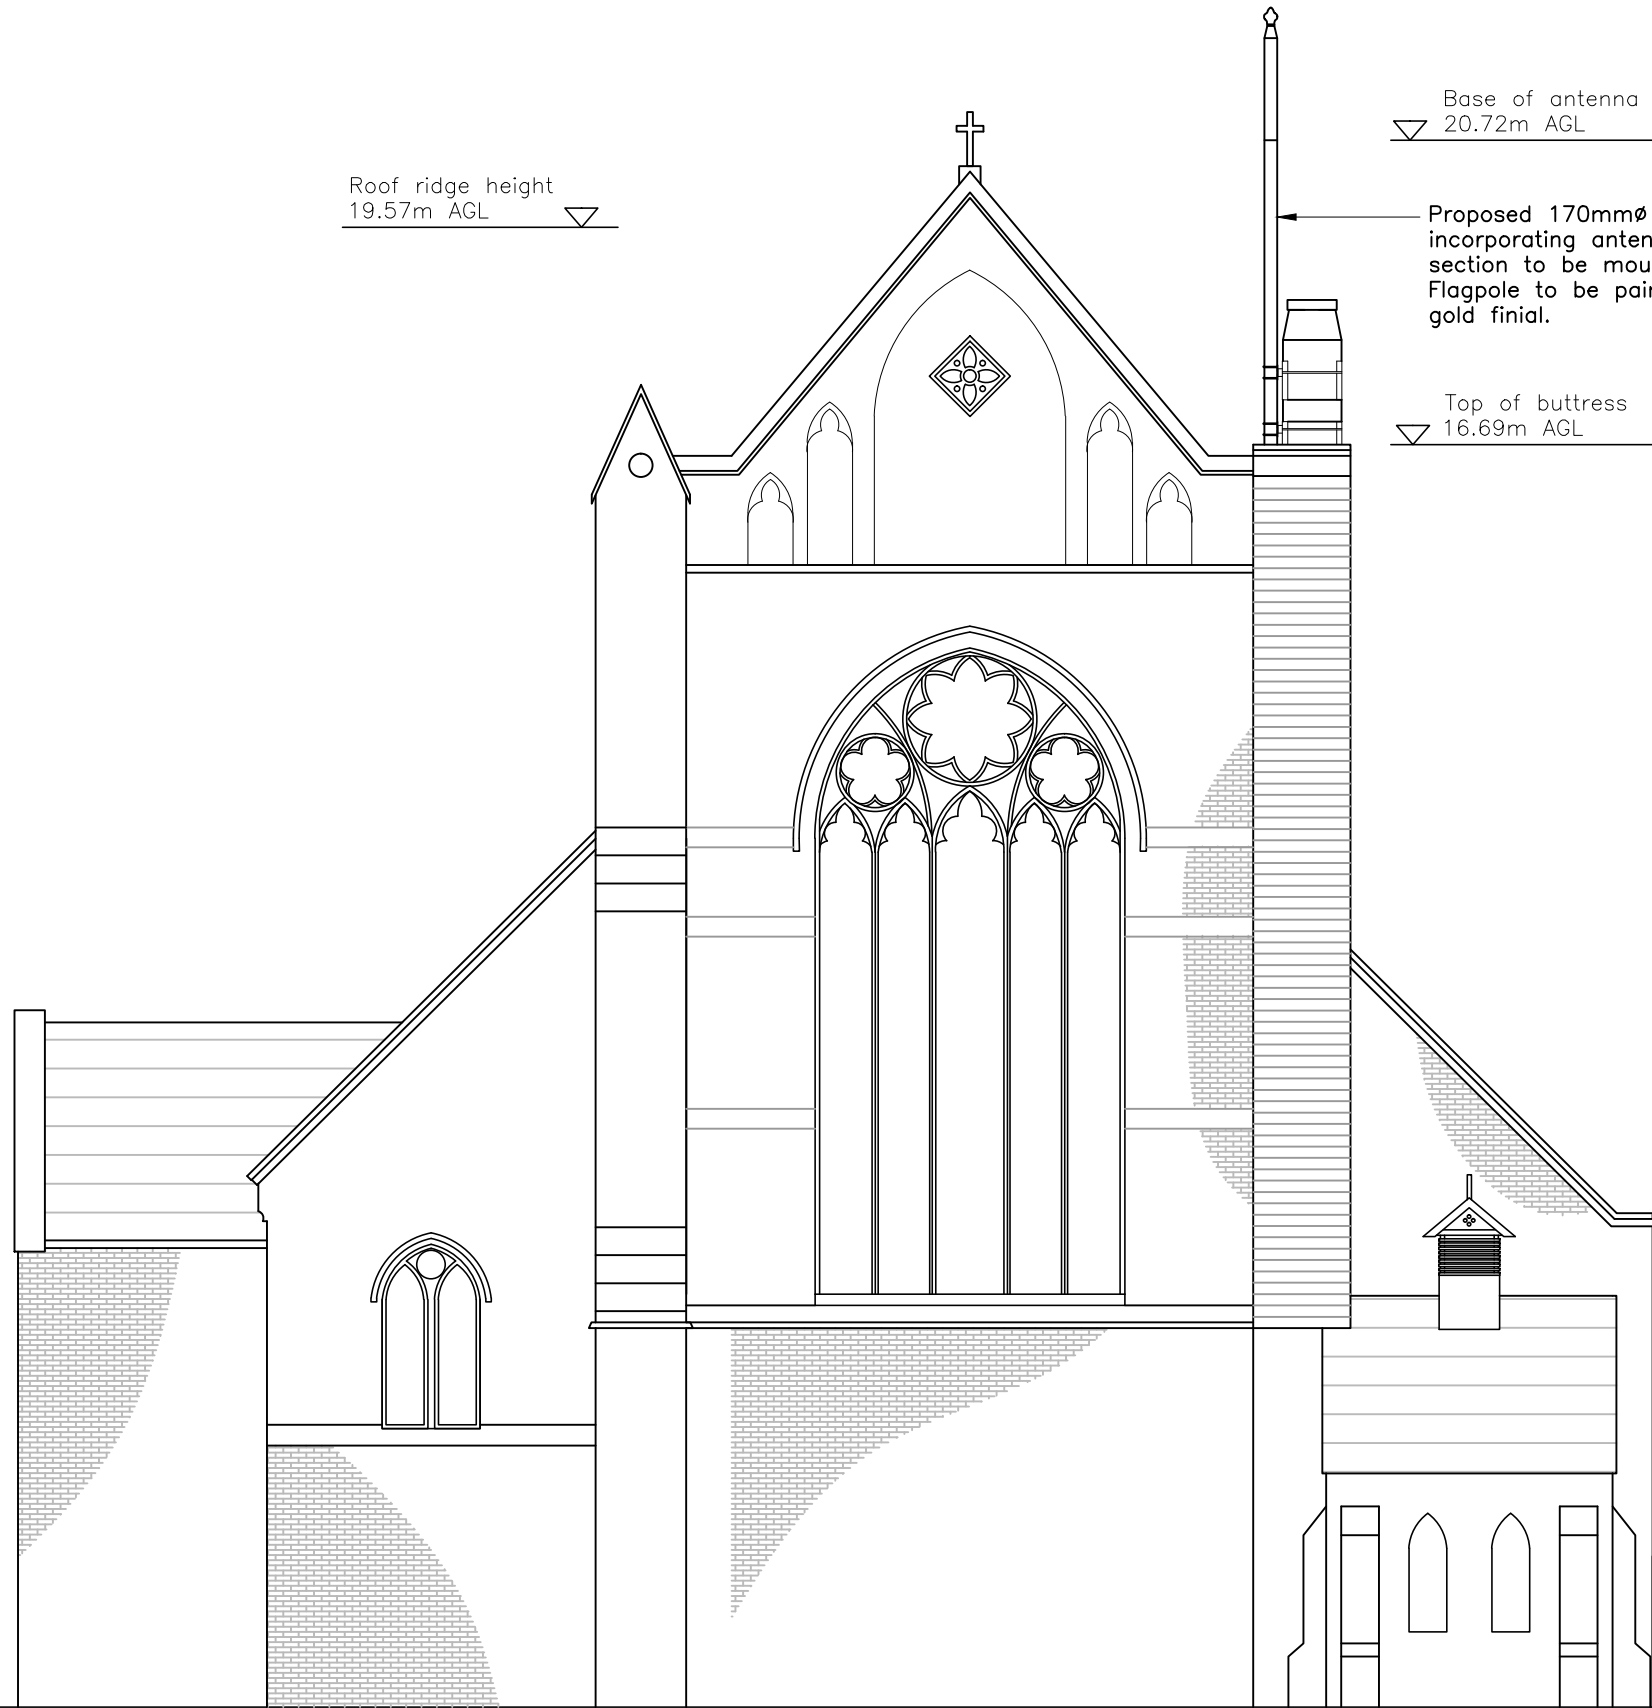 Base of antenna
20.72m AGL
Roof ridge height
19.57m AGL
Proposed 170mmø
incorporating anten
section to be mou
Flagpole to be pain
gold finial.
Top of buttress
16.69m AGL